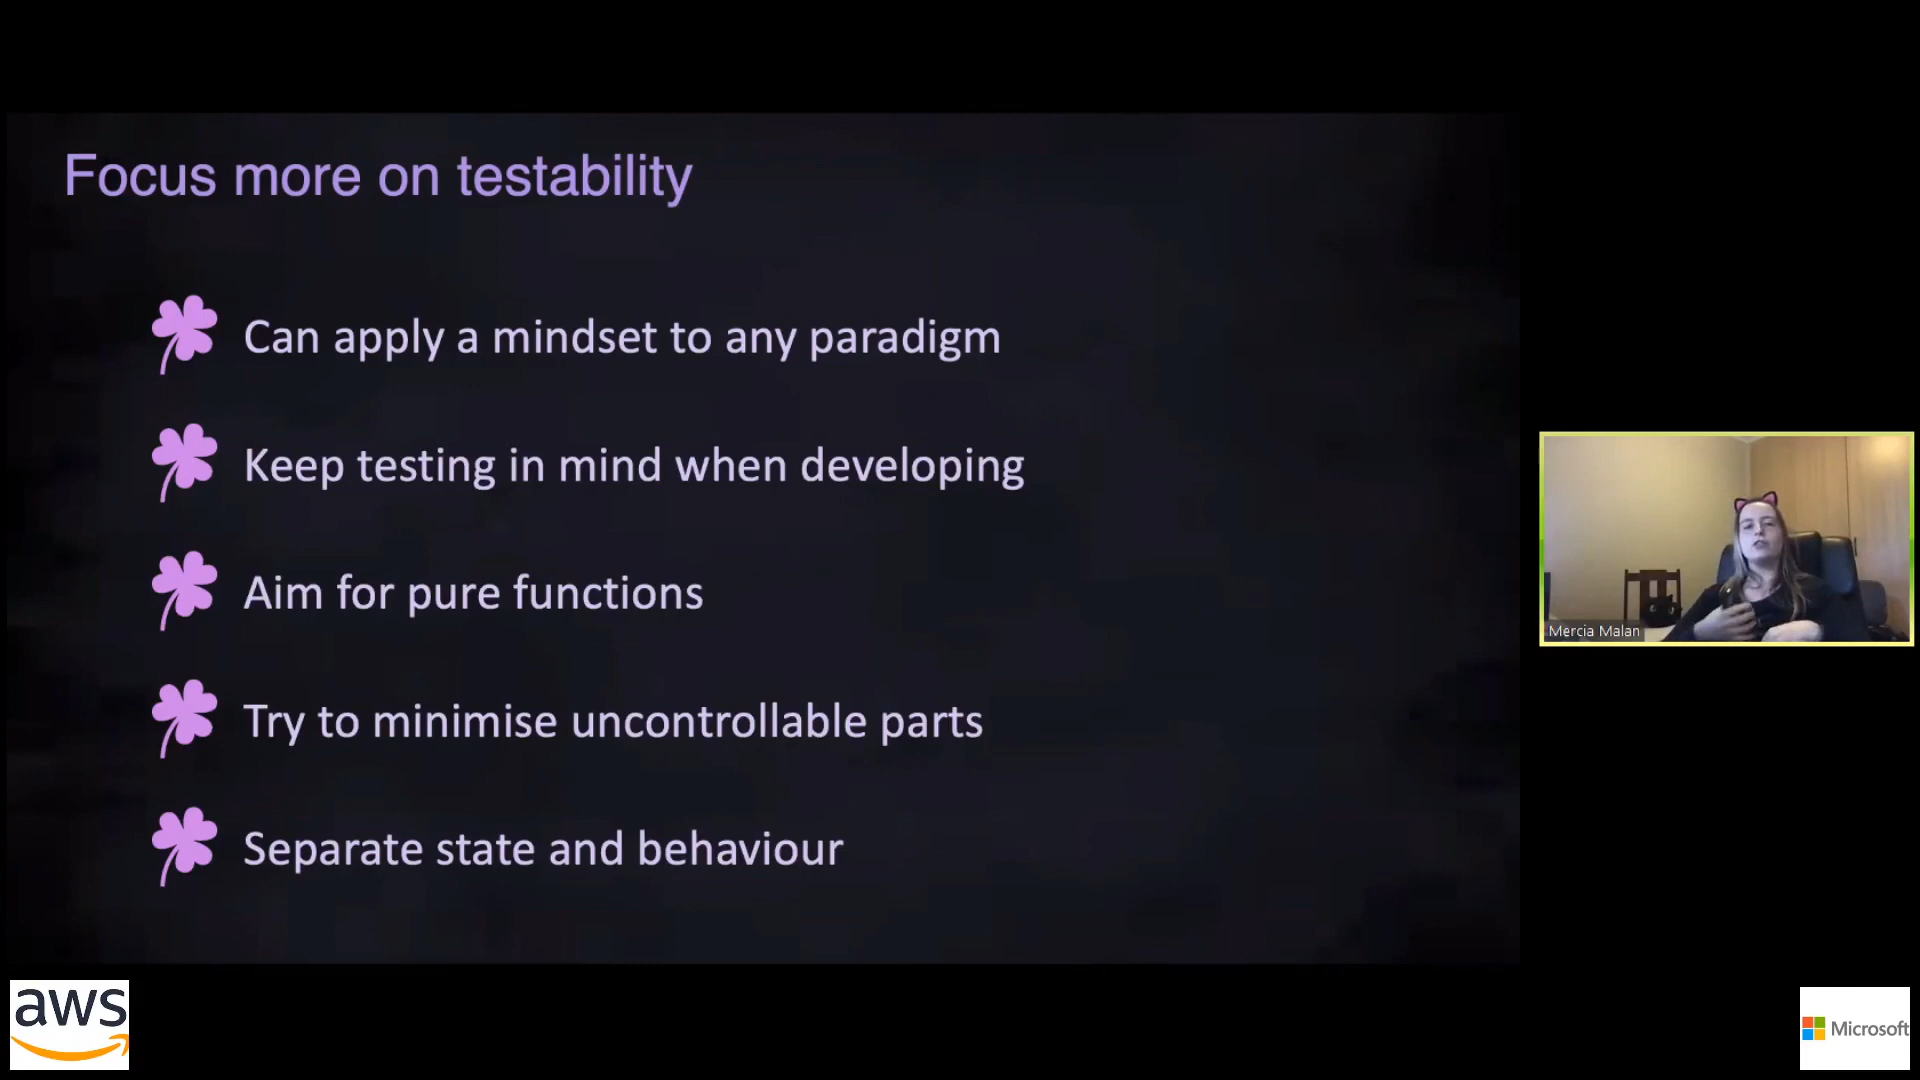 Focus more on testability
Can apply a mindset to any paradigm
Keep testing in mind when developing
Aim for pure functions
Try to minimise uncontrollable parts
Separate state and behaviour
Mercia Malan
aws
Microsoft